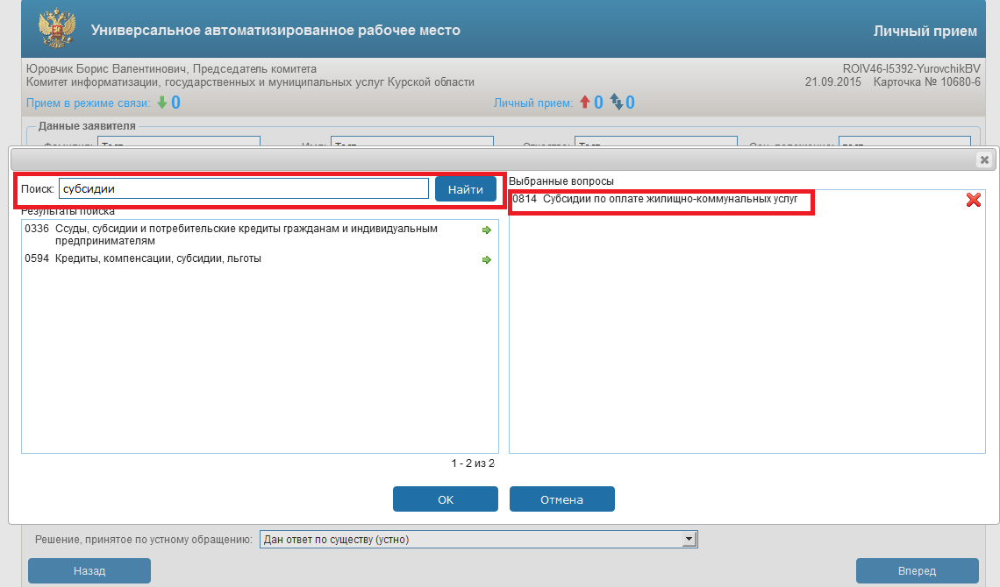 Универсальное автоматизированное рабочее место
Личный прием
Юровчик Борис Валентинович, Председатель комитета
ROIV46-I5392-YurovchikBV
Комитет информатизации, государственных и муниципальных услуг Курской области
21.09.2015 Карточка № 10680-6
Прием в режиме связи: 0
Личный прием: 0 0
Данные заявителя
Поиск: субсидии Найти
Выбранные вопросы
0814 Субсидии по оплате жилищно-коммунальных услуг
Результаты поиска
0336 Ссуды, субсидии и потребительские кредиты гражданам и индивидуальным
предпринимателям
0594 Кредиты, компенсации, субсидии, льготы
1 - 2 из 2
OK Отмена
Решение, принятое по устному обращению: Дан ответ по существу (устно)
Назад Вперед